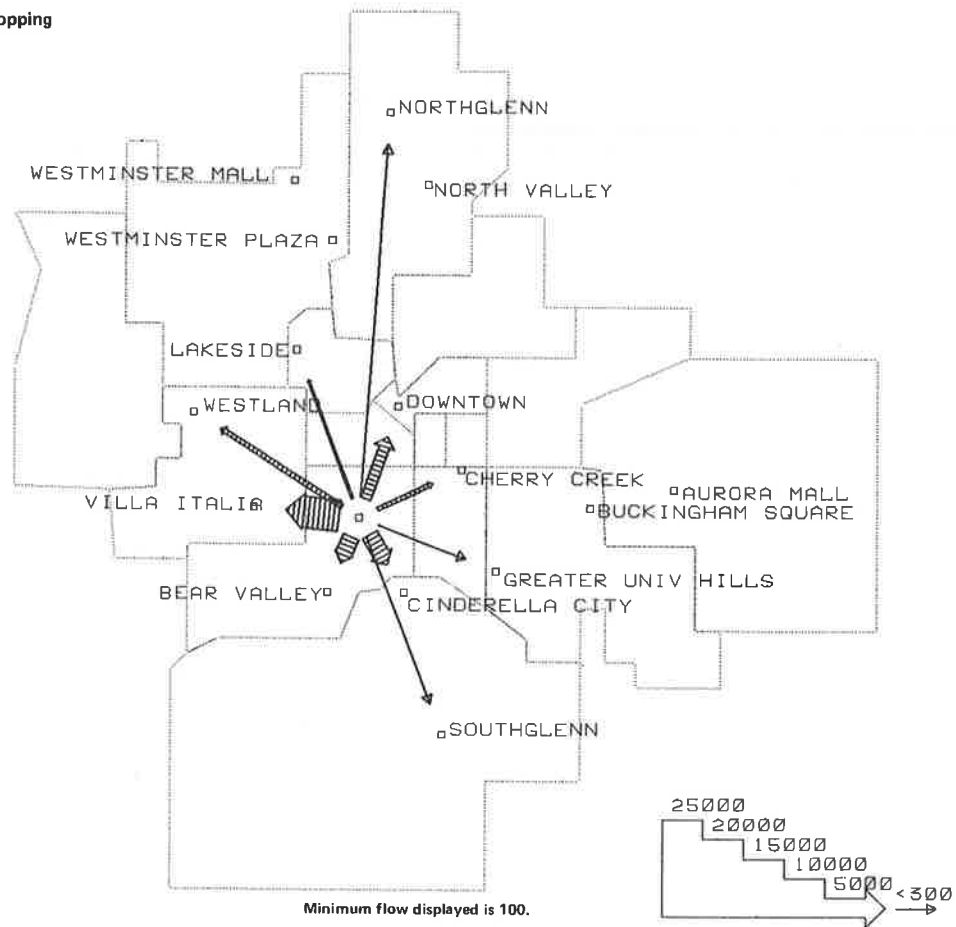 opping
NORTHGLENN
WESTMINSTER MALL
NORTH VALLEY
WESTMINSTER PLAZA
LAKESIDE
WESTLAND
DOWNTOWN
CHERRY CREEK
VILLA ITALIA
AURORA MALL
BUCKINGHAM SQUARE
GREATER UNIV HILLS
BEAR VALLEY
CINDERELLA CITY
SOUTHGLENN
25000
20000
15000
10000
5000
<300
Minimum flow displayed is 100.